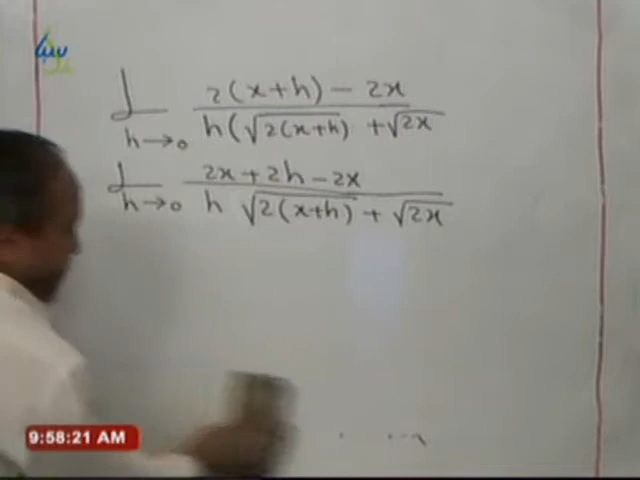 L 2(x+h) - 2x
h→0 h(√2(x+h) + √2x
L 2x + 2h - 2x
h→0 h √2(x+h) + √2x
9:58:21 AM